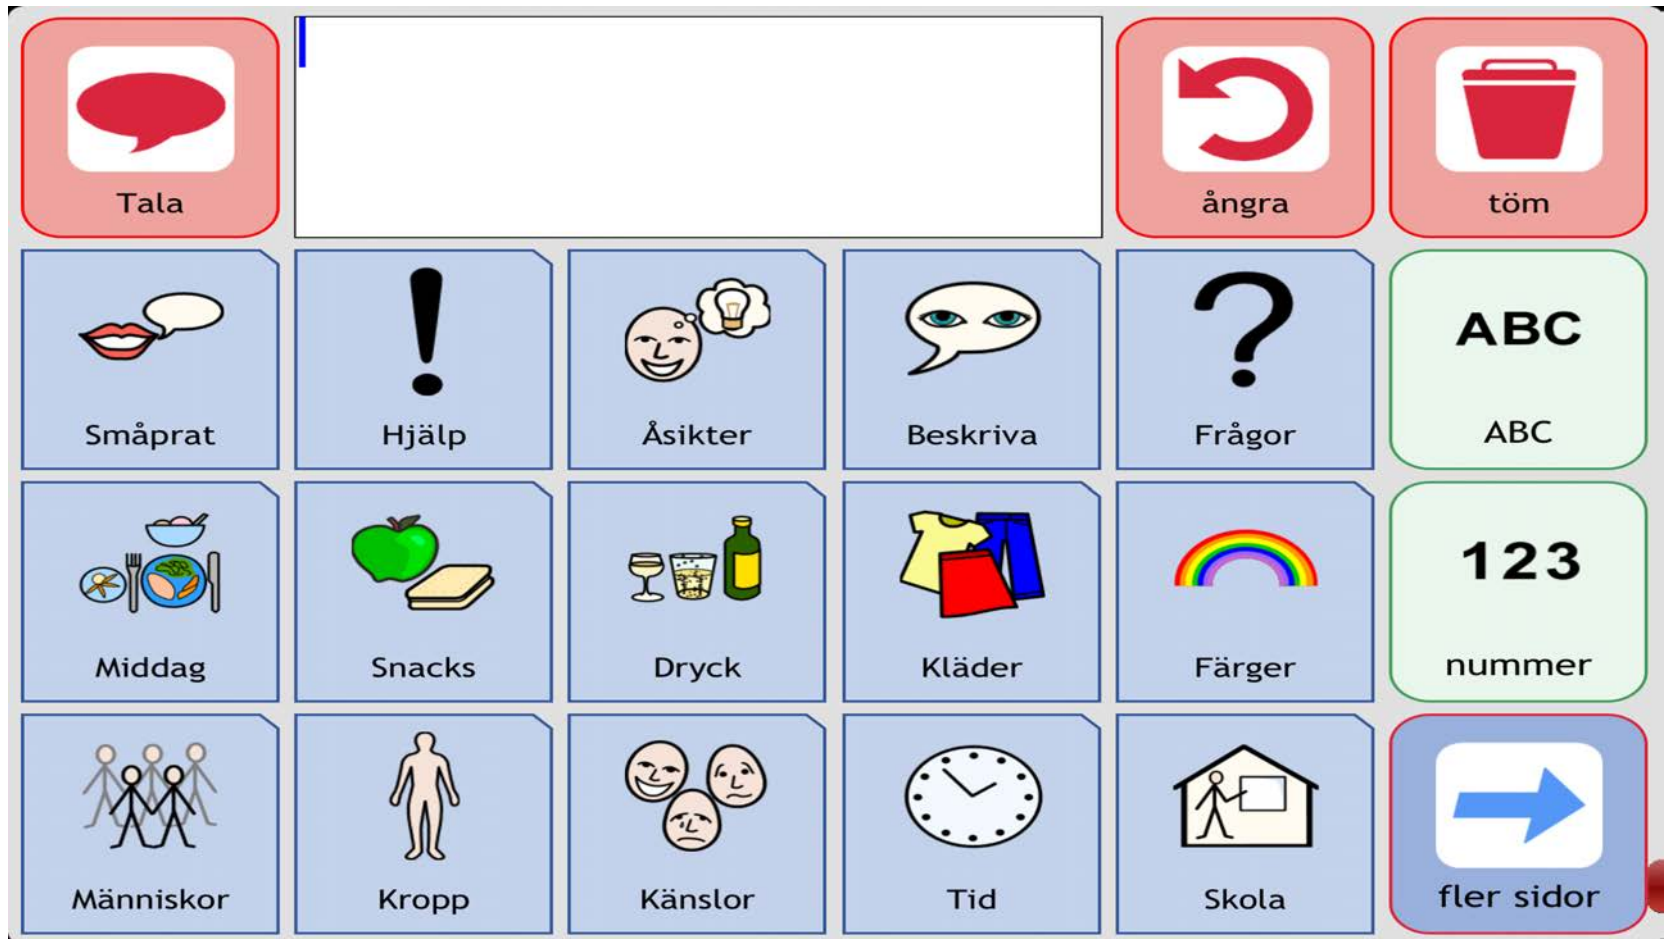 Tala
ångra
töm
Småprat
Hjälp
Åsikter
Beskriva
Frågor
ABC
ABC
Middag
Snacks
Dryck
Kläder
Färger
123
nummer
Människor
Kropp
Känslor
Tid
Skola
fler sidor